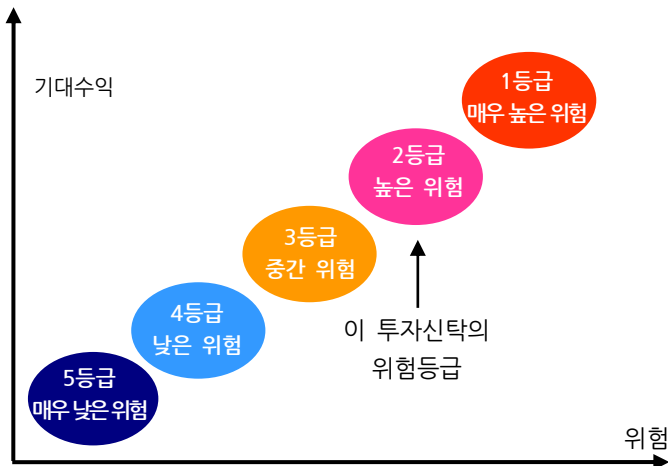 기대수익
1등급
매우 높은 위험
2등급
높은 위험
3등급
중간 위험
4등급
낮은 위험
이 투자신탁의
위험등급
5등급
매우 낮은 위험
위험